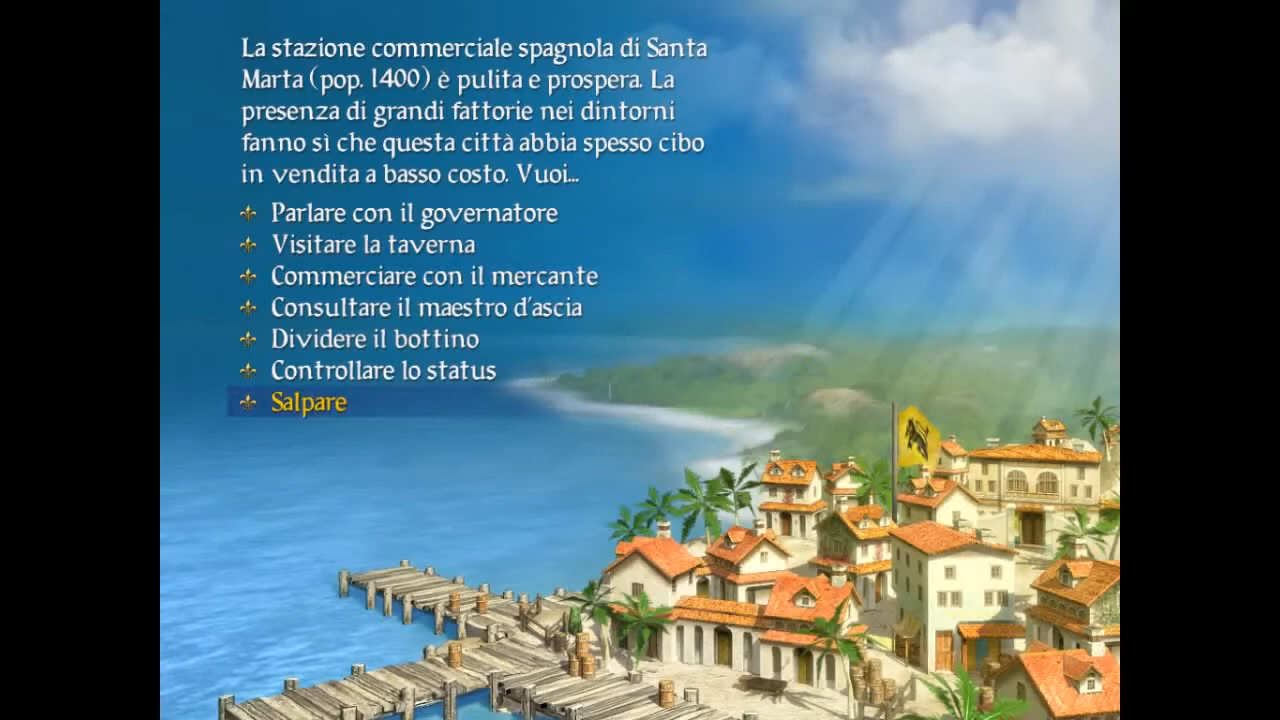 La stazione commerciale spagnola di Santa
Marta (pop. 1400) è pulita e prospera. La
presenza di grandi fattorie nei dintorni
fanno sì che questa città abbia spesso cibo
in vendita a basso costo. Vuoi...
Parlare con il governatore
Visitare la taverna
Commerciare con il mercante
Consultare il maestro d'ascia
Dividere il bottino
Controllare lo status
Salpare